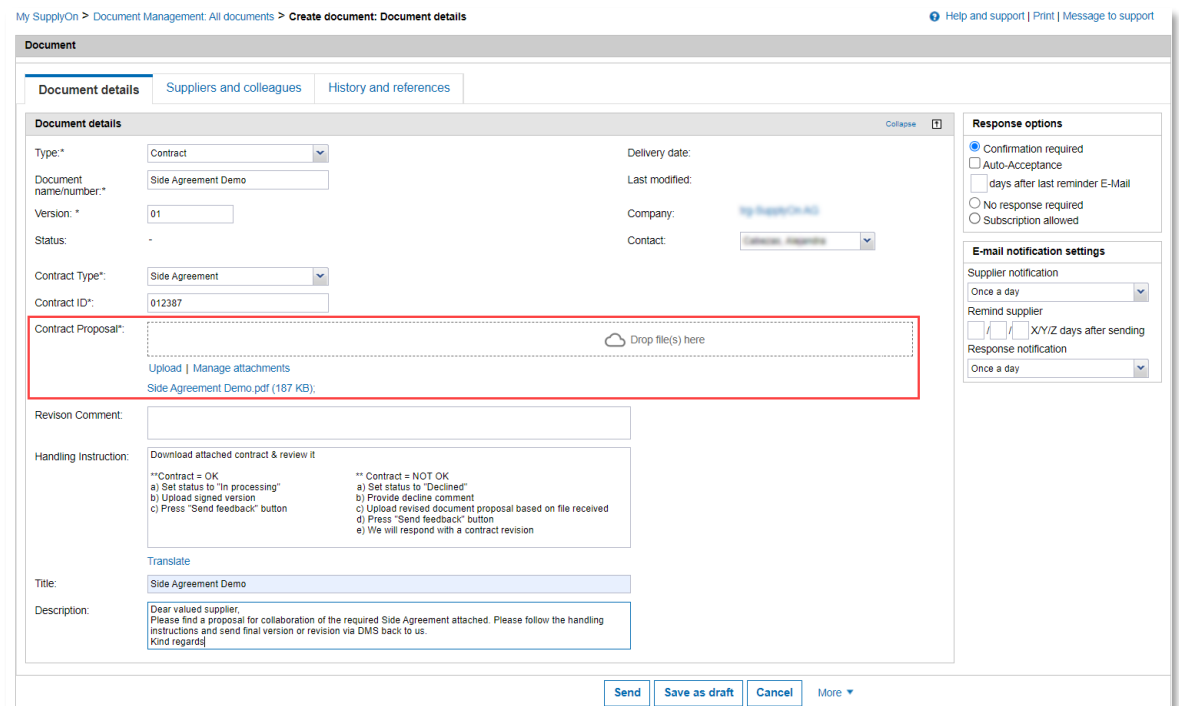 My SupplyOn > Document Management: All documents > Create document: Document details
Help and support | Print | Message to support
Document
Document details
Suppliers and colleagues
History and references
Document details
Collapse
Type:*
Contract
Delivery date:
Document name/number:*
Side Agreement Demo
Last modified:
Version: *
01
Company:
Status:
-
Contact:
Contract Type*:
Side Agreement
Contract ID*:
012387
Contract Proposal*:
Drop file(s) here
Upload | Manage attachments
Side Agreement Demo.pdf (187 KB);
Revison Comment:
Handling Instruction:
Download attached contract & review it
**Contract = OK
a) Set status to "In processing"
b) Upload signed version
c) Press "Send feedback" button
** Contract = NOT OK
a) Set status to "Declined"
b) Provide decline comment
c) Upload revised document proposal based on file received
d) Press "Send feedback" button
e) We will respond with a contract revision
Translate
Title:
Side Agreement Demo
Description:
Dear valued supplier,
Please find a proposal for collaboration of the required Side Agreement attached. Please follow the handling
instructions and send final version or revision via DMS back to us.
Kind regards
Response options
Confirmation required
Auto-Acceptance
days after last reminder E-Mail
No response required
Subscription allowed
E-mail notification settings
Supplier notification
Once a day
Remind supplier
/ / X/Y/Z days after sending
Response notification
Once a day
Send
Save as draft
Cancel
More